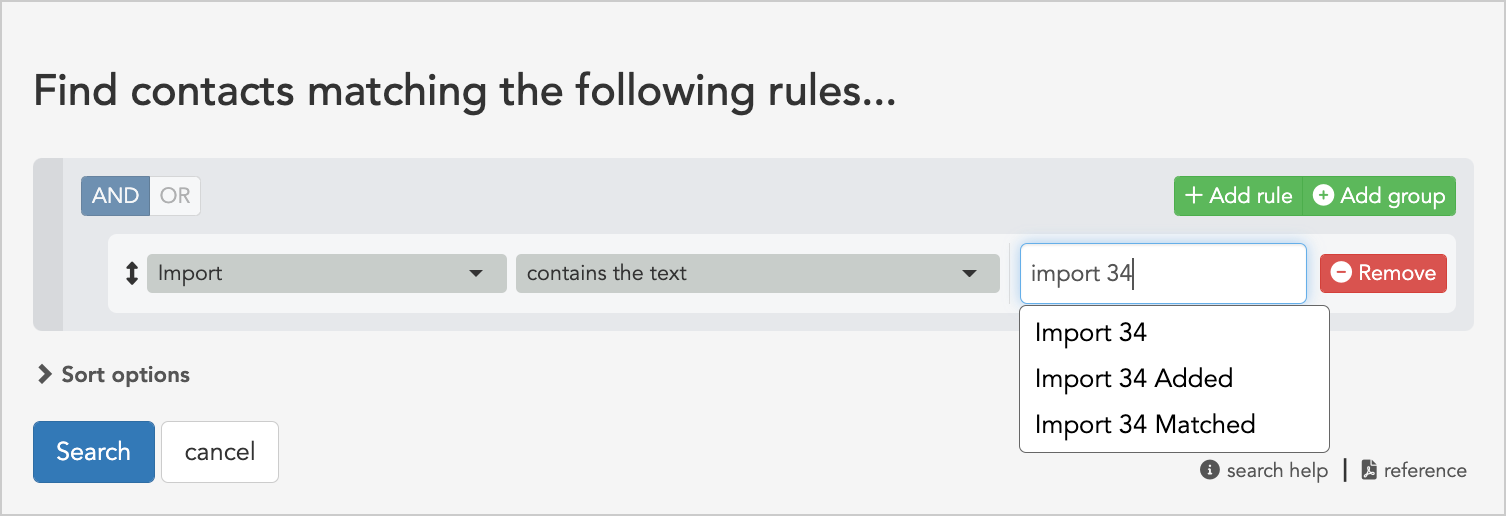 Find contacts matching the following rules...
AND OR + Add rule Add group
Import contains the text import 34 Remove
Import 34
Import 34 Added
Import 34 Matched
Sort options
Search cancel
search help | reference